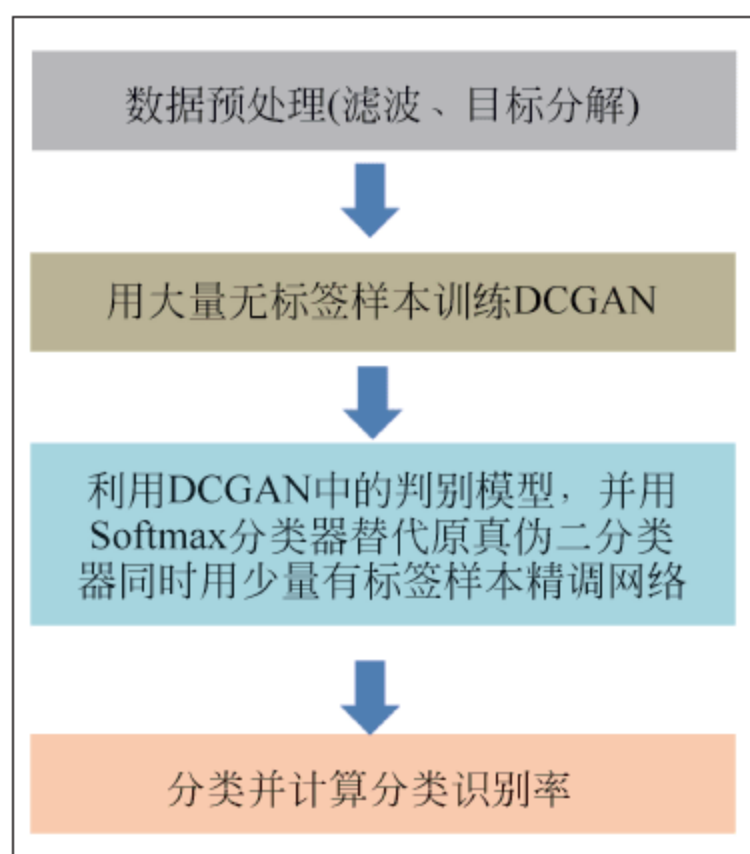 数据预处理(滤波、目标分解)
用大量无标签样本训练DCGAN
利用DCGAN中的判别模型，并用
Softmax分类器替代原真伪二分类
器同时用少量有标签样本精调网络
分类并计算分类识别率